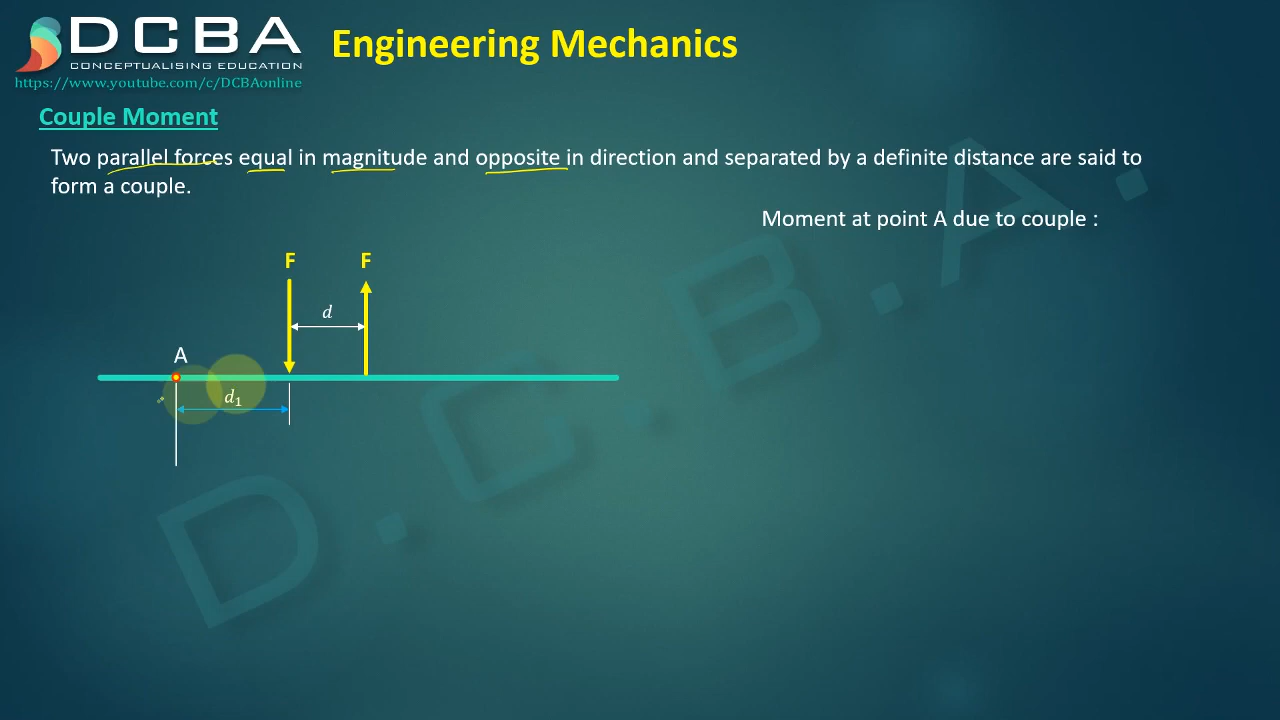 DCBA
CONCEPTUALISING EDUCATION
https://www.youtube.com/c/DCBAonline
Engineering Mechanics
Couple Moment
Two parallel forces equal in magnitude and opposite in direction and separated by a definite distance are said to
form a couple.
Moment at point A due to couple :
F F
d
A
d₁
D.C.B.A.